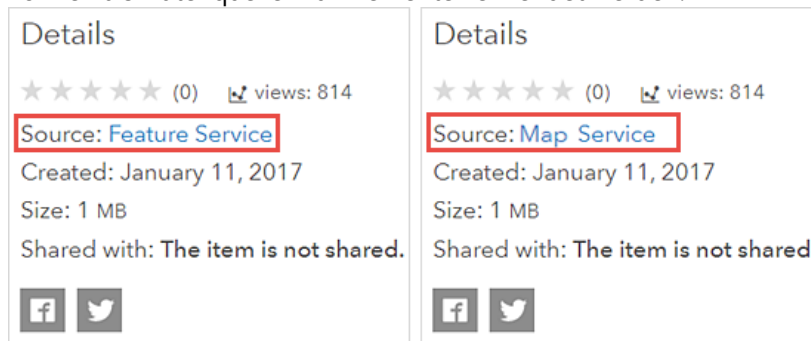 Details
(0) views: 814
Source: Feature Service
Created: January 11, 2017
Size: 1 MB
Shared with: The item is not shared.
Details
(0) views: 814
Source: Map Service
Created: January 11, 2017
Size: 1 MB
Shared with: The item is not shared